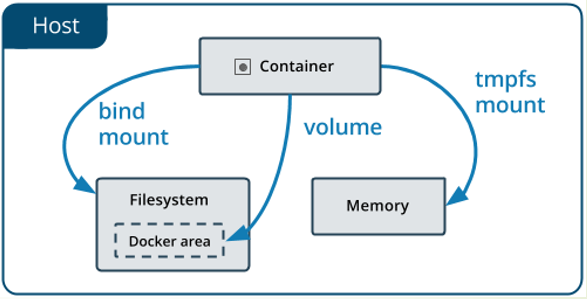 Host
Container
bind
mount
volume
tmpfs
mount
Filesystem
Docker area
Memory